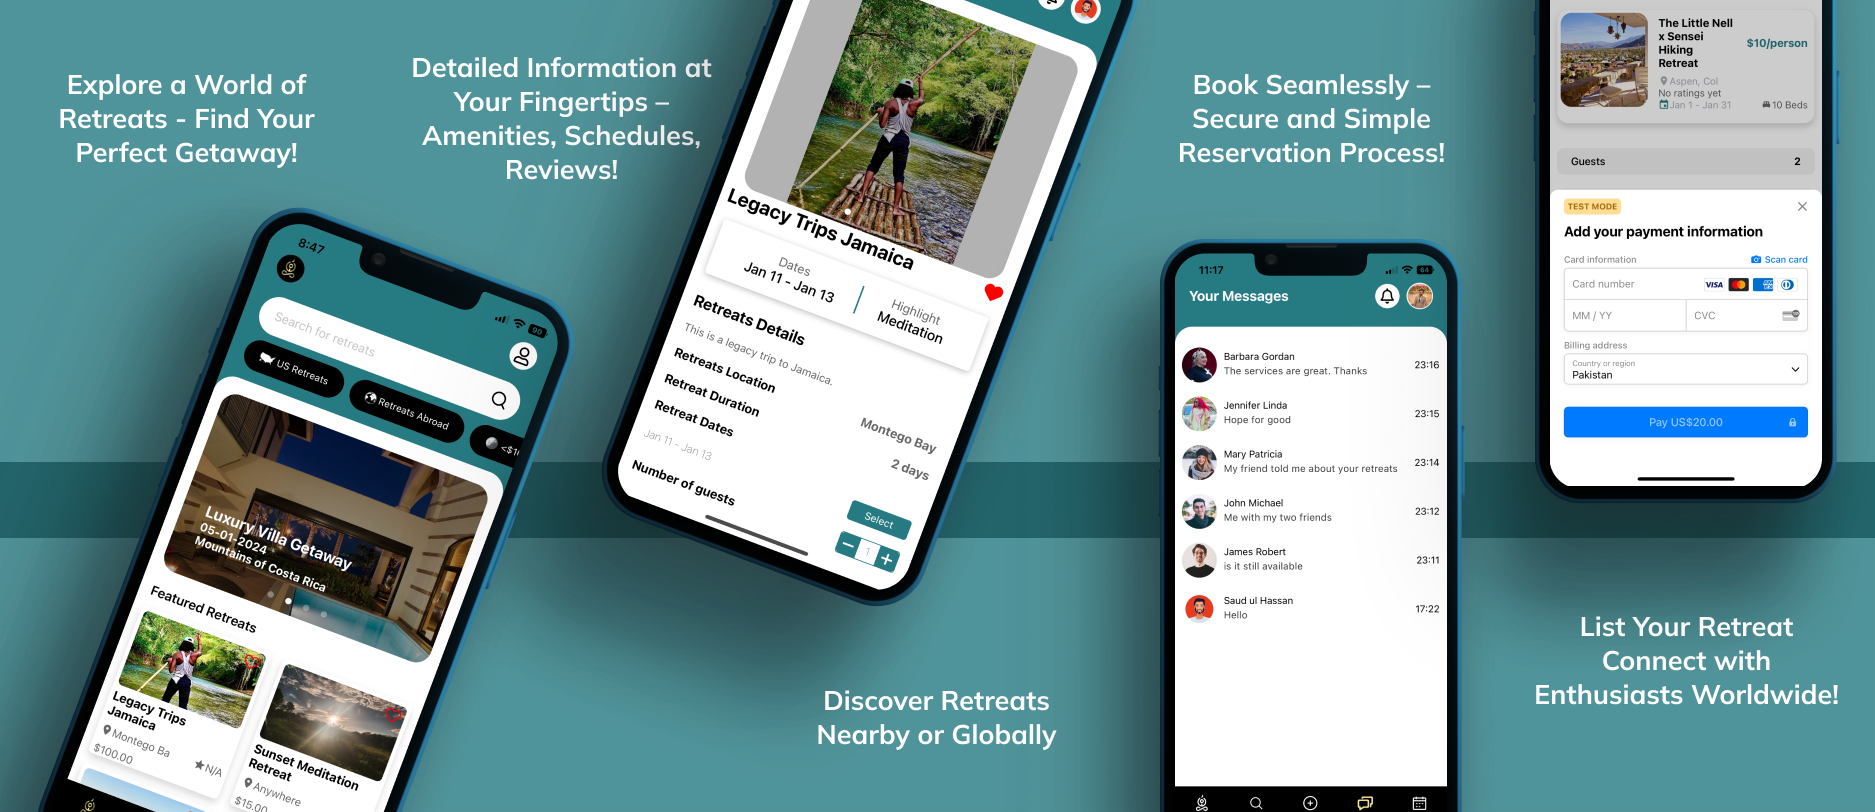 Explore a World of
Retreats - Find Your
Perfect Getaway!
Detailed Information at
Your Fingertips –
Amenities, Schedules,
Reviews!
Book Seamlessly –
Secure and Simple
Reservation Process!
Discover Retreats
Nearby or Globally
List Your Retreat
Connect with
Enthusiasts Worldwide!
8:47
90
Search for retreats
US Retreats
Retreats Abroad
Luxury Villa Getaway
05-01-2024
Mountains of Costa Rica
Featured Retreats
Legacy Trips
Jamaica
Montego Ba
$100.00
N/A
Sunset Meditation
Retreat
Anywhere
$15.00
Legacy Trips Jamaica
Dates
Jan 11 - Jan 13
Highlight
Meditation
Retreats Details
This is a legacy trip to Jamaica.
Retreats Location
Montego Bay
Retreat Duration
2 days
Retreat Dates
Jan 11 - Jan 13
Select
Number of guests
1
11:17
64
Your Messages
Barbara Gordan
The services are great. Thanks
23:16
Jennifer Linda
Hope for good
23:15
Mary Patricia
My friend told me about your retreats
23:14
John Michael
Me with my two friends
23:12
James Robert
is it still available
23:11
Saud ul Hassan
Hello
17:22
The Little Nell
x Sensei
Hiking
Retreat
$10/person
Aspen, Col
No ratings yet
Jan 1 - Jan 31
10 Beds
Guests
2
TEST MODE
Add your payment information
Card information
Scan card
Card number
VISA
MM / YY
CVC
Billing address
Country or region
Pakistan
Pay US$20.00